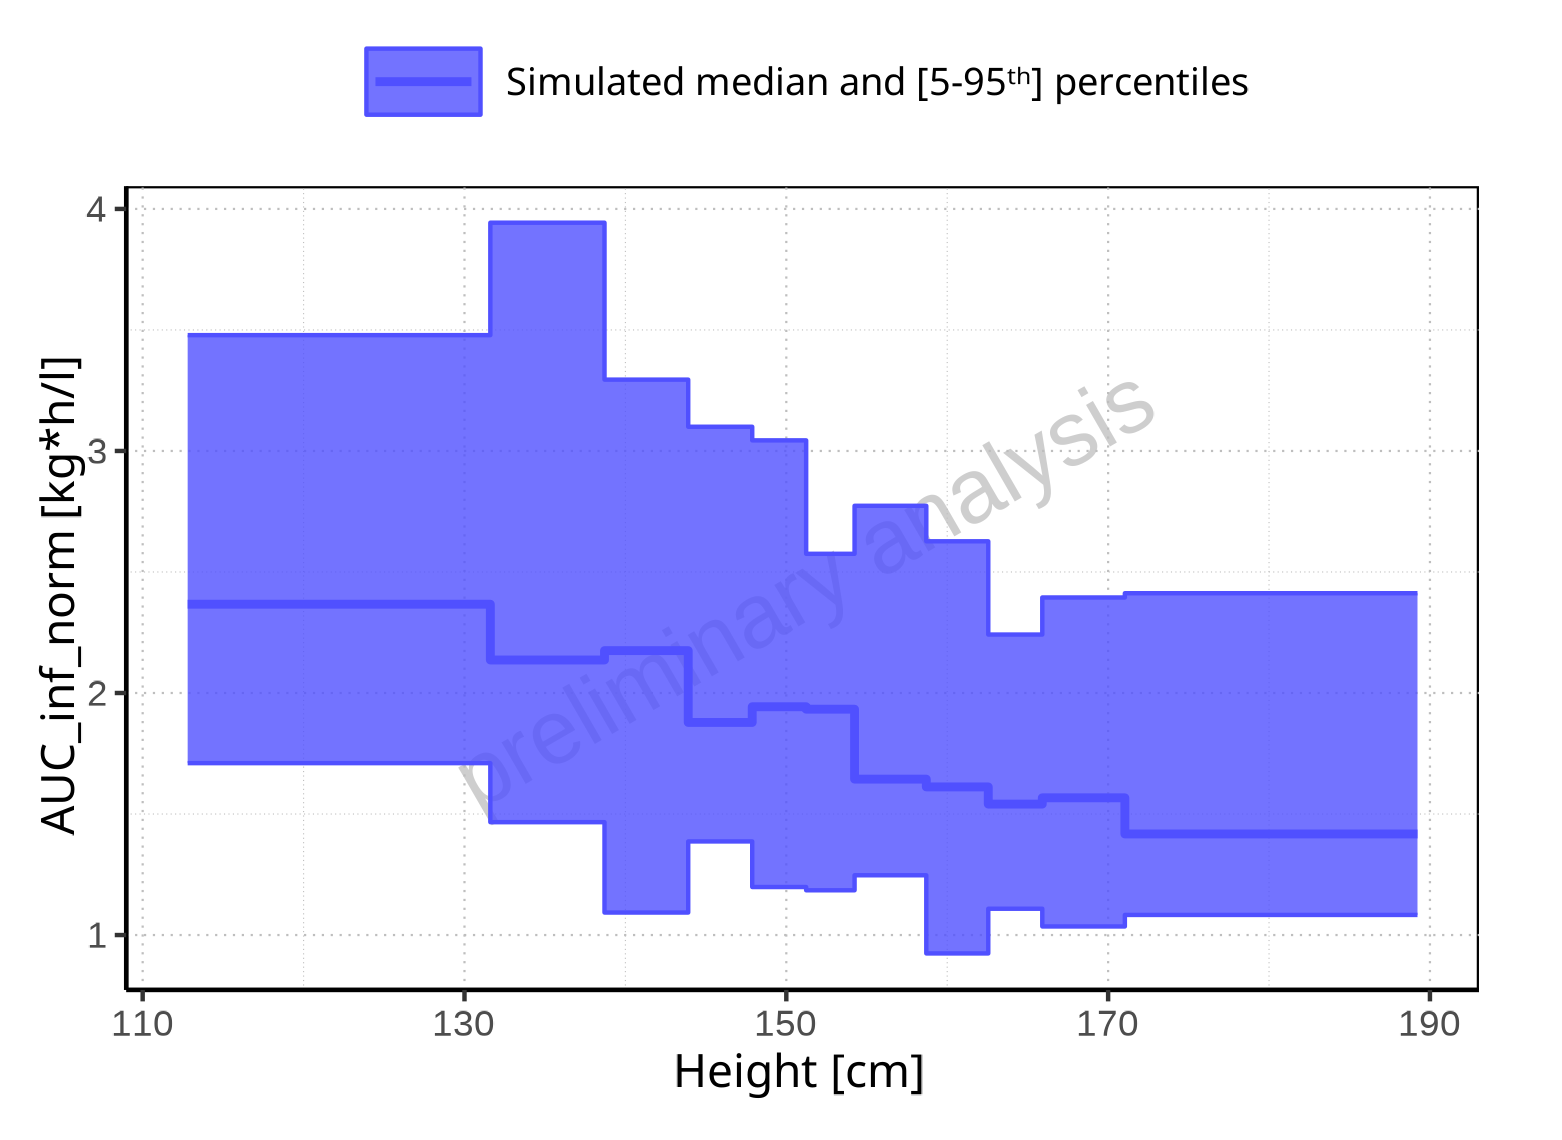 Simulated median and [5-95ᵗʰ] percentiles
4
3
2
1
AUC_inf_norm [kg*h/l]
preliminary analysis
110 130 150 170 190
Height [cm]